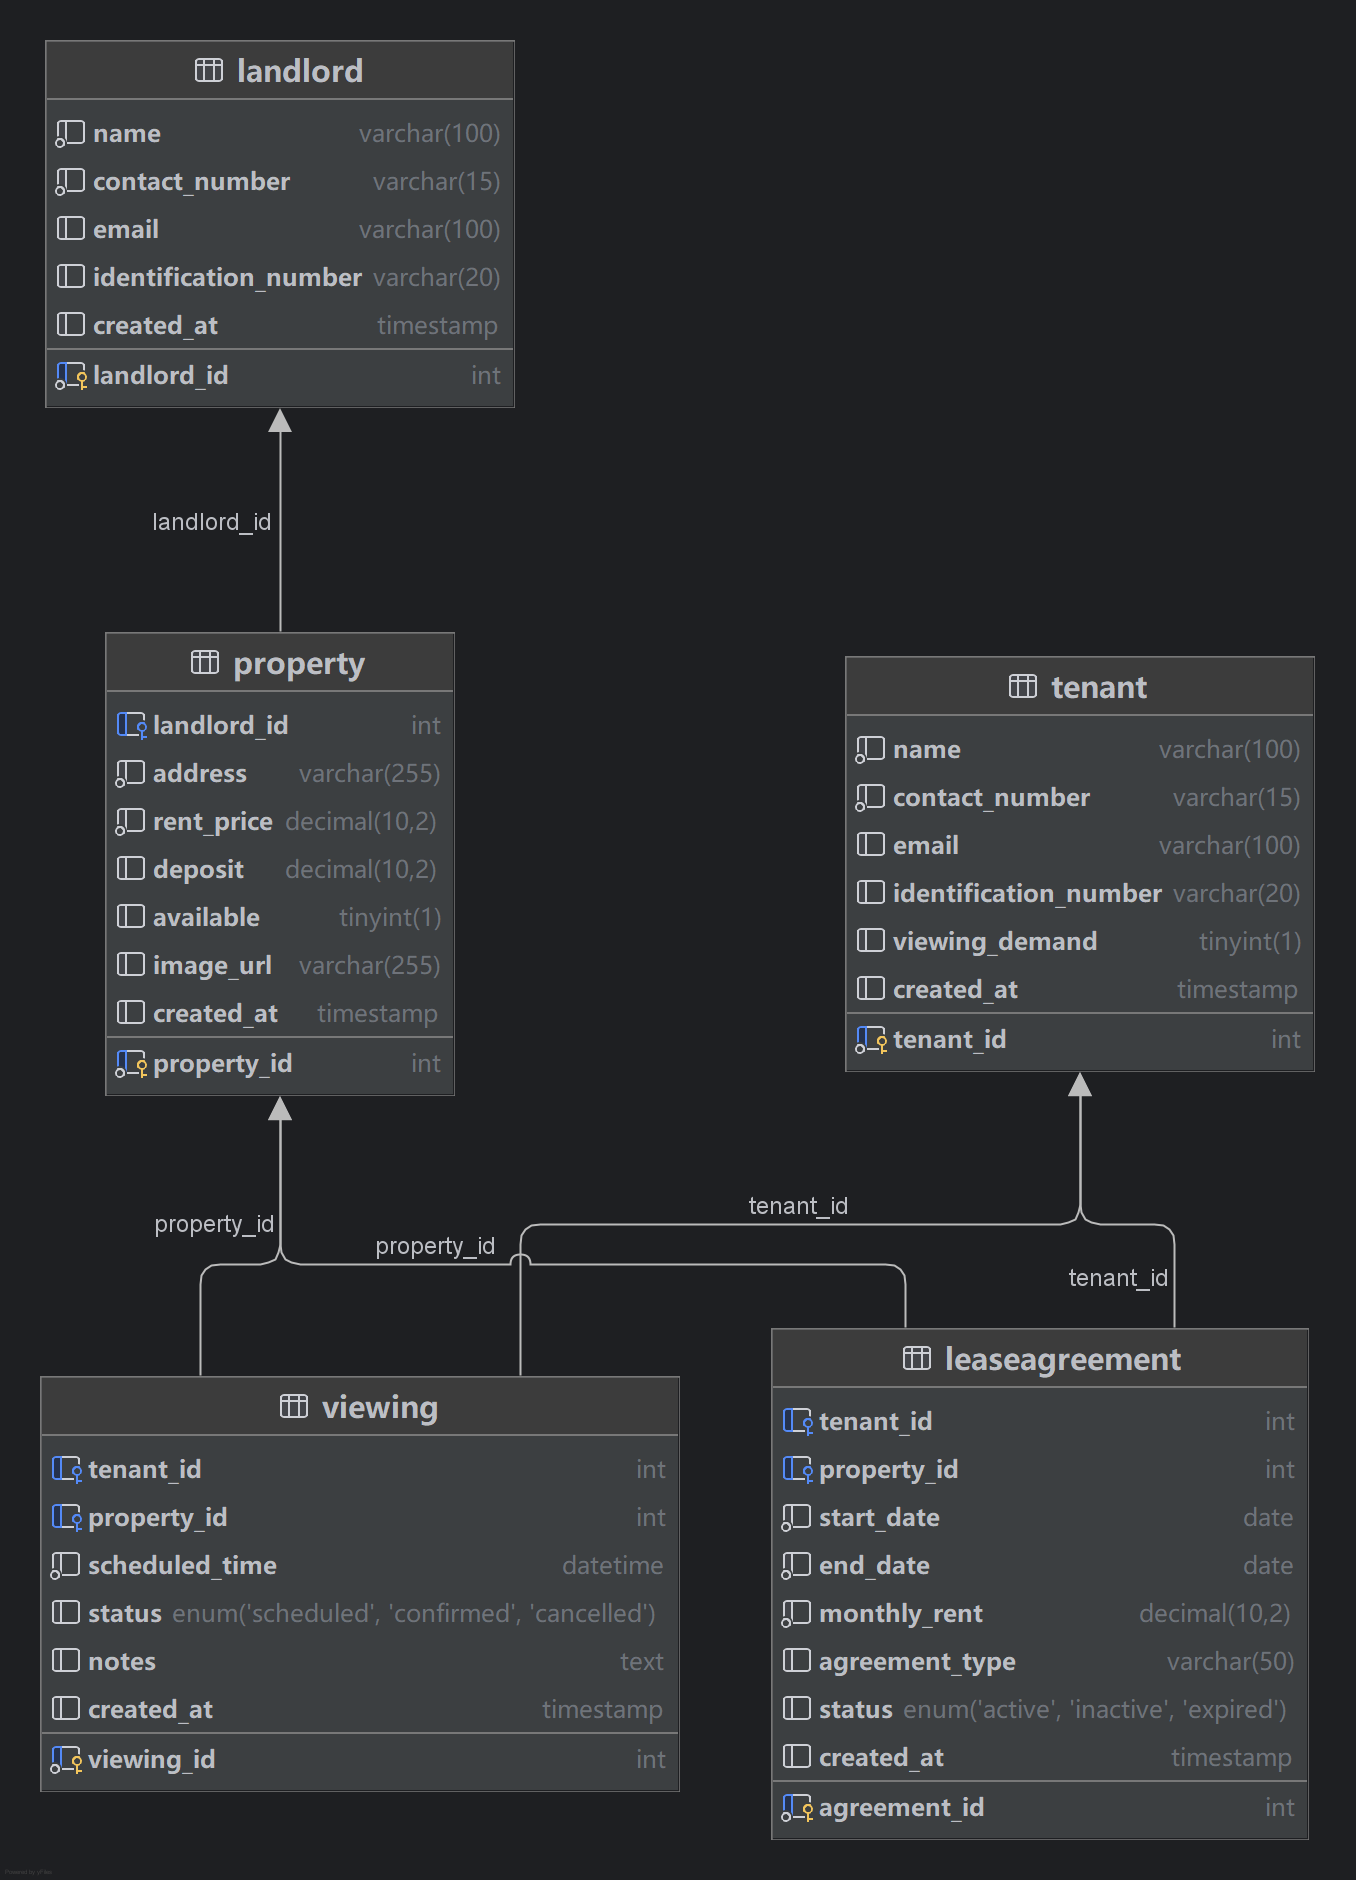 landlord
name varchar(100)
contact_number varchar(15)
email varchar(100)
identification_number varchar(20)
created_at timestamp
landlord_id int
landlord_id
property
landlord_id int
address varchar(255)
rent_price decimal(10,2)
deposit decimal(10,2)
available tinyint(1)
image_url varchar(255)
created_at timestamp
property_id int
tenant
name varchar(100)
contact_number varchar(15)
email varchar(100)
identification_number varchar(20)
viewing_demand tinyint(1)
created_at timestamp
tenant_id int
property_id
property_id
tenant_id
tenant_id
viewing
tenant_id int
property_id int
scheduled_time datetime
status enum('scheduled', 'confirmed', 'cancelled')
notes text
created_at timestamp
viewing_id int
leaseagreement
tenant_id int
property_id int
start_date date
end_date date
monthly_rent decimal(10,2)
agreement_type varchar(50)
status enum('active', 'inactive', 'expired')
created_at timestamp
agreement_id int
Powered by yFiles